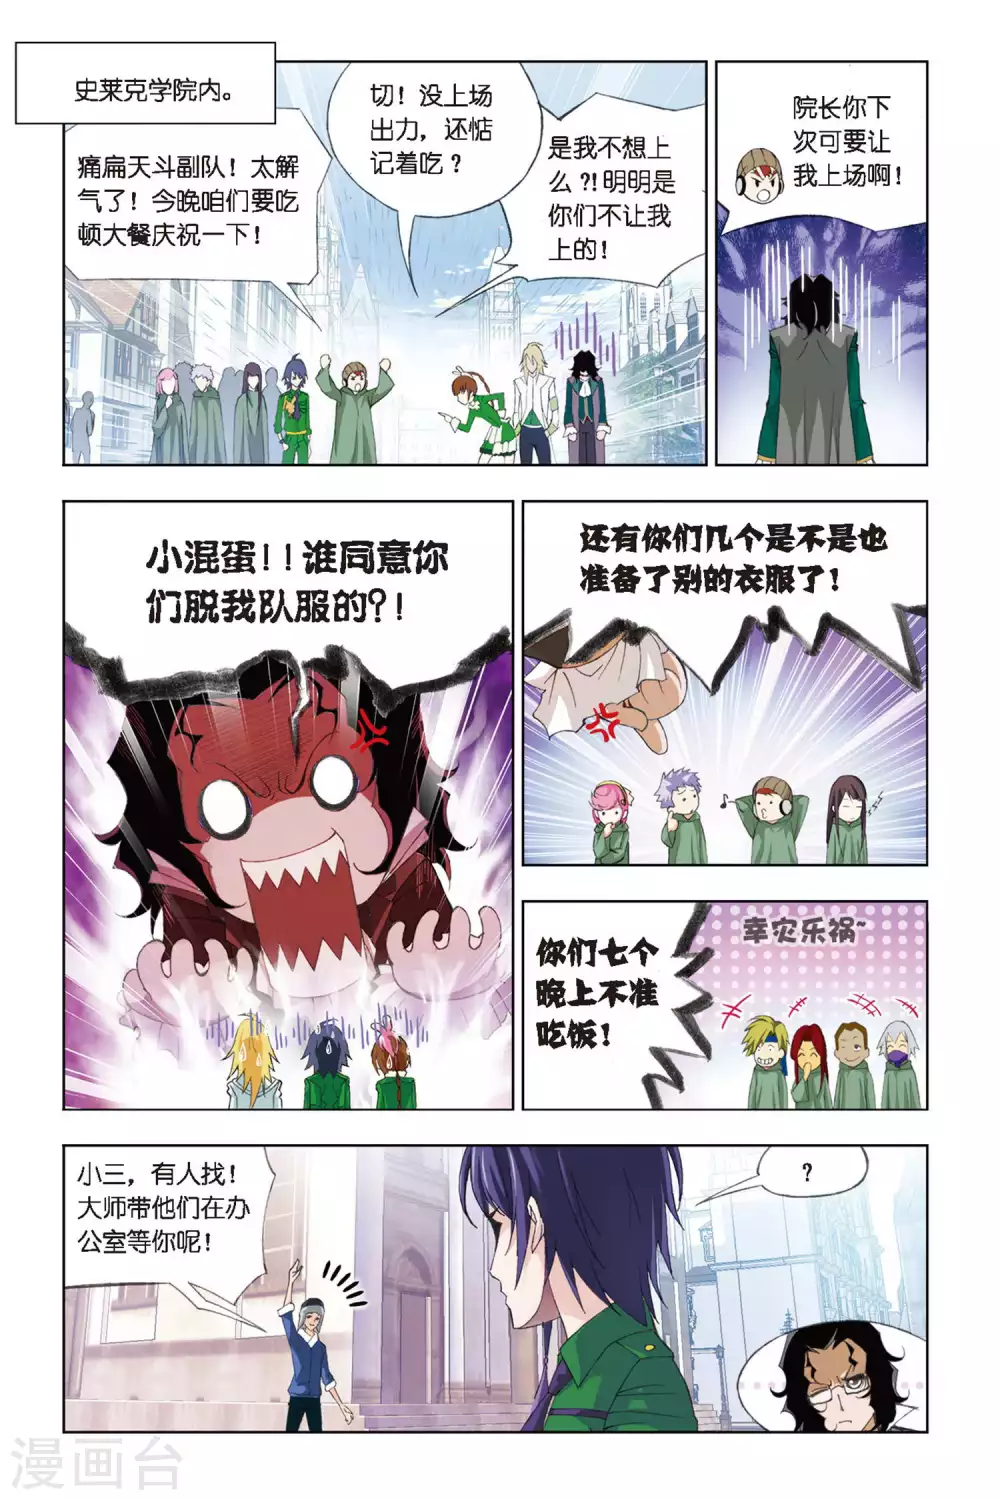 史莱克学院内。
痛扁天斗副队！太解
气了！今晚咱们要吃
顿大餐庆祝一下！
切！没上场
出力，还惦
记着吃？
是我不想上
么？！明明是
你们不让我
上的！
院长你下
次可要让
我上场啊！
小混蛋！！谁同意你
们脱我队服的？！
还有你们几个是不是也
准备了别的衣服了！
你们七个
晚上不准
吃饭！
幸灾乐祸~
小三，有人找！
大师带他们在办
公室等你呢！
？
漫画台